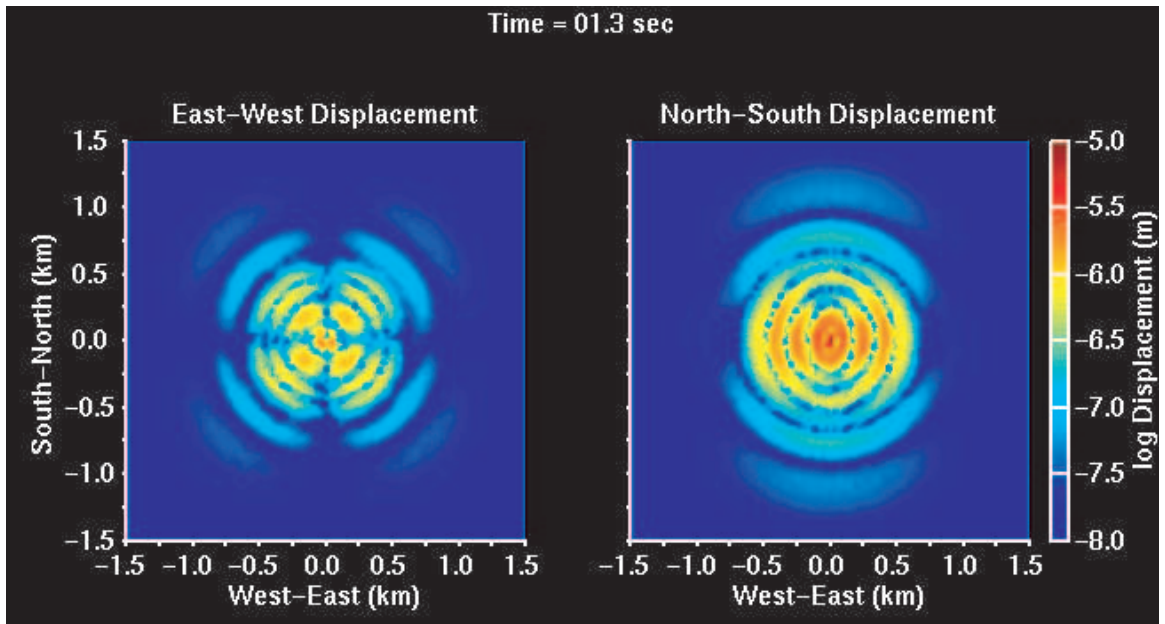 Time = 01.3 sec
East–West Displacement
North–South Displacement
1.5
1.0
0.5
0.0
−0.5
−1.0
−1.5
South–North (km)
−1.5 −1.0 −0.5 0.0 0.5 1.0 1.5
West–East (km)
−1.5 −1.0 −0.5 0.0 0.5 1.0 1.5
West–East (km)
−5.0
−5.5
−6.0
−6.5
−7.0
−7.5
−8.0
log Displacement (m)